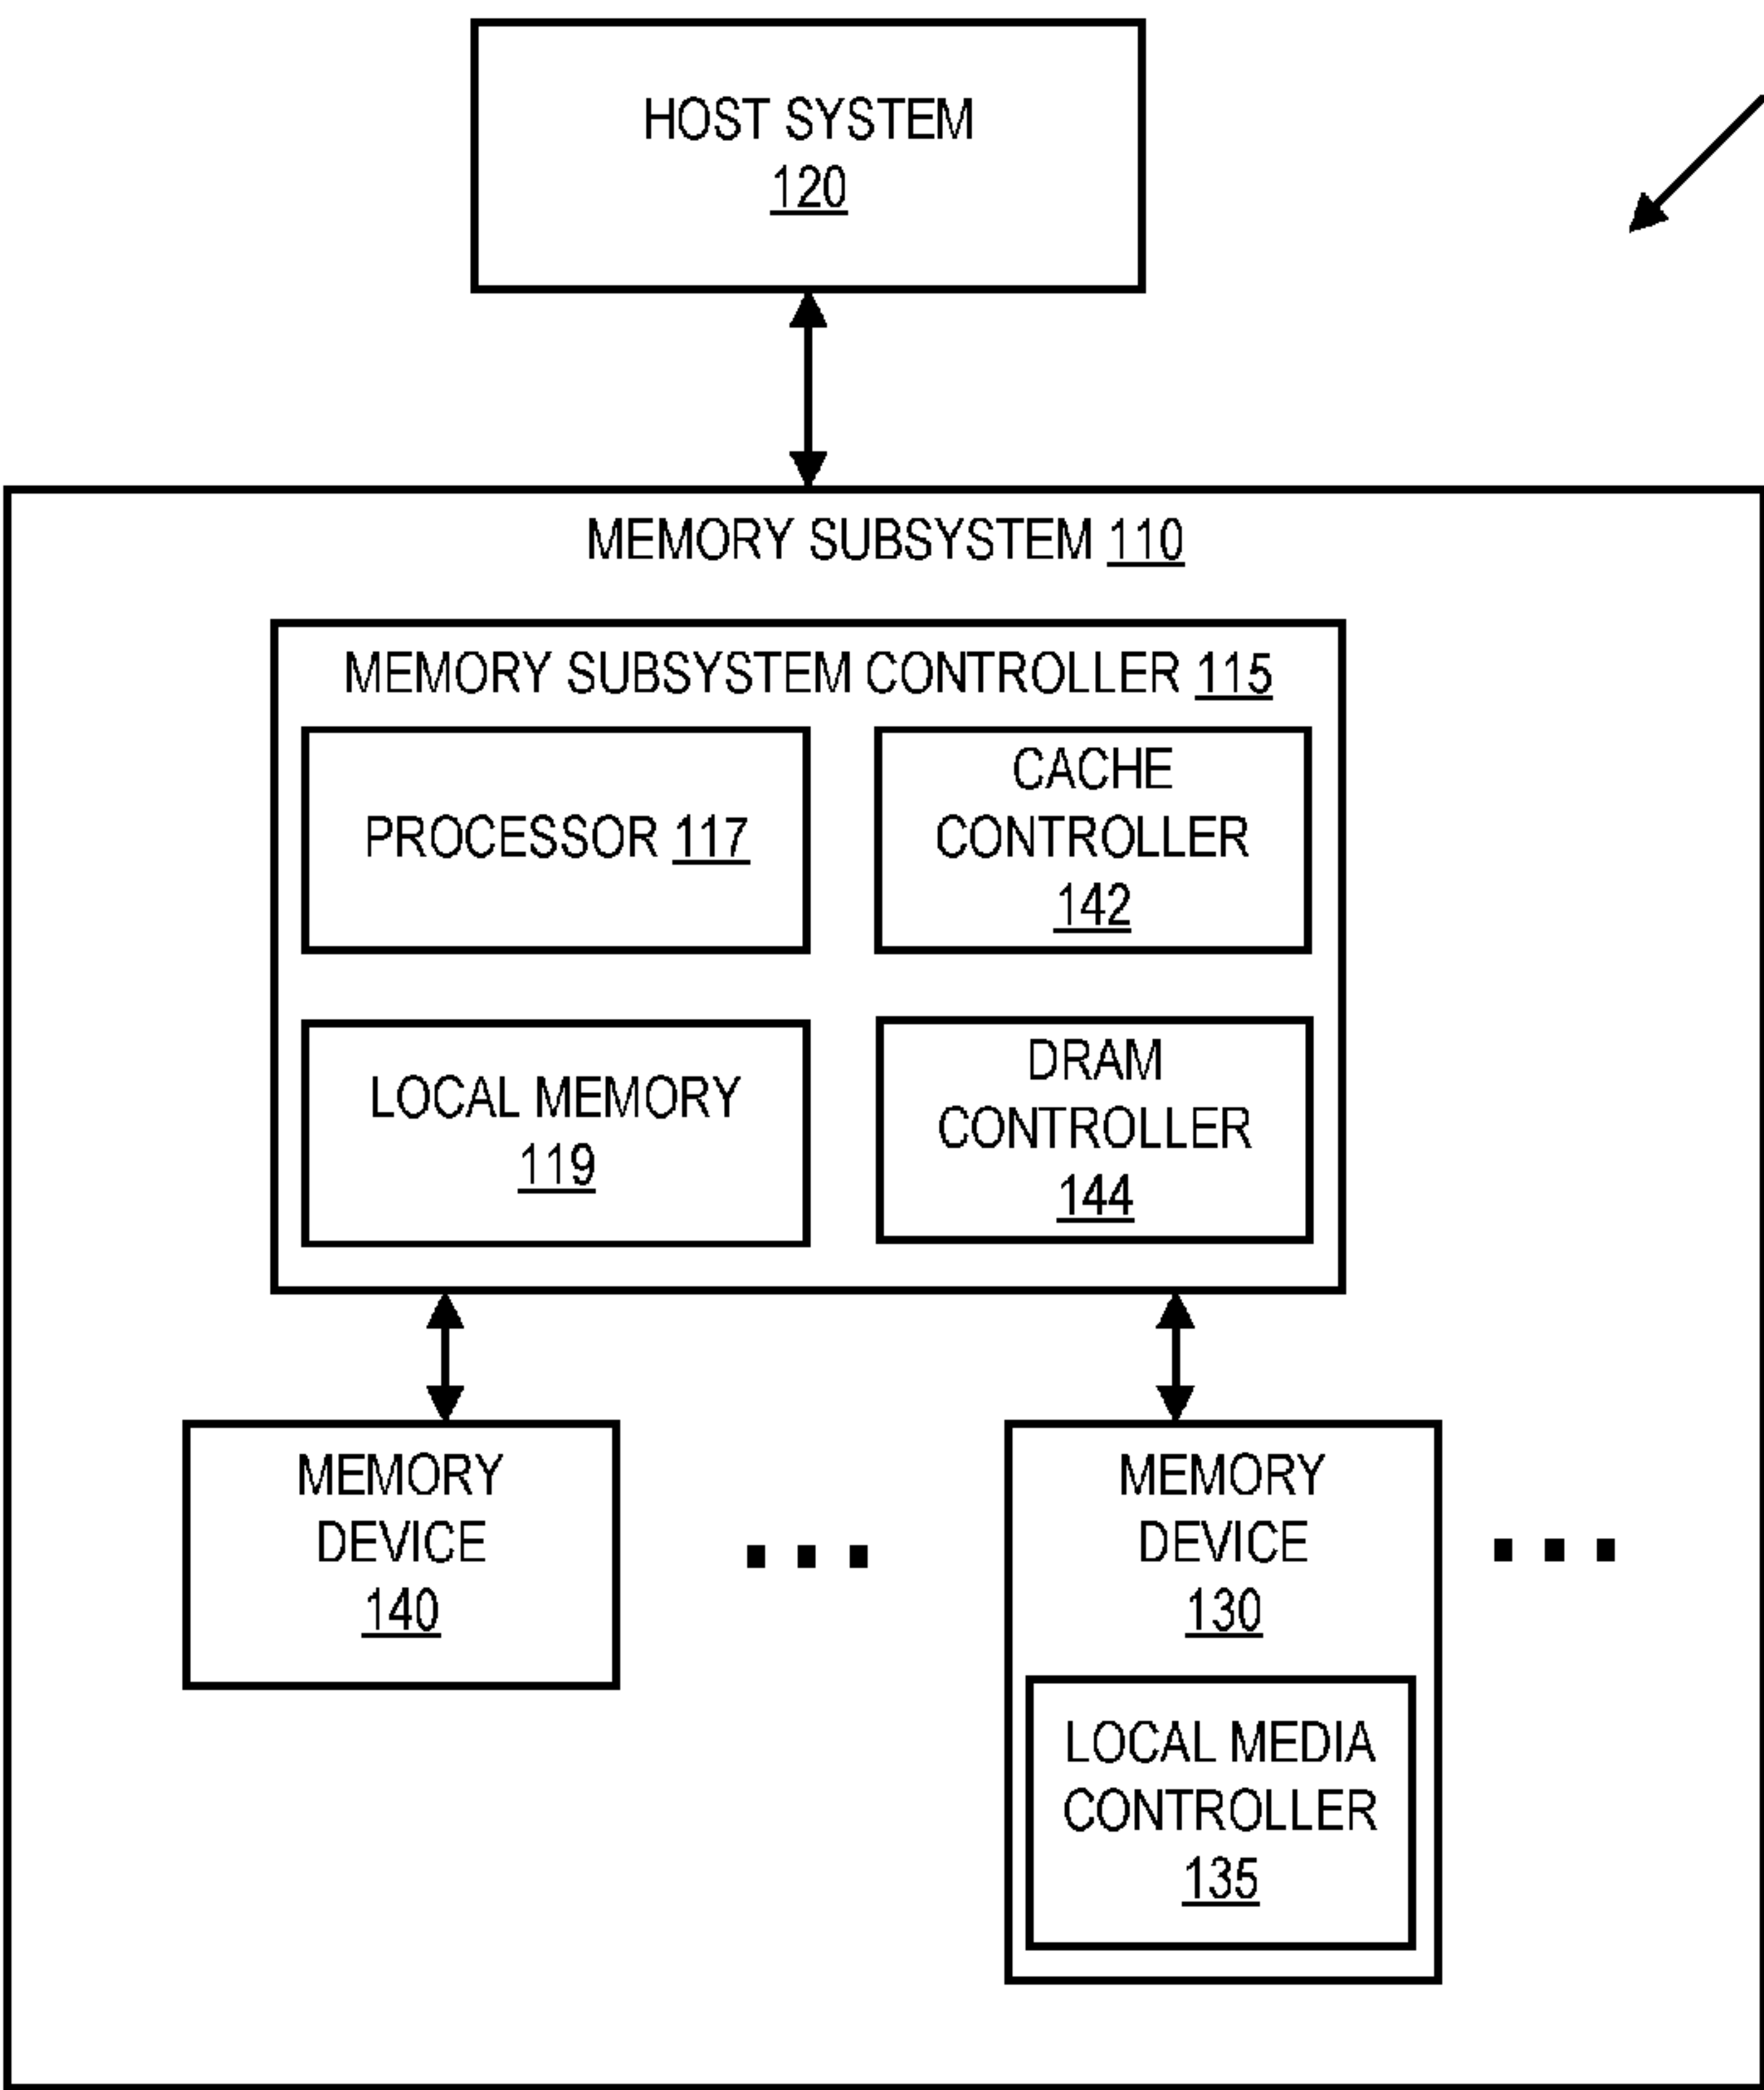 HOST SYSTEM
120
MEMORY SUBSYSTEM 110
MEMORY SUBSYSTEM CONTROLLER 115
PROCESSOR 117
CACHE
CONTROLLER
142
LOCAL MEMORY
119
DRAM
CONTROLLER
144
MEMORY
DEVICE
140
MEMORY
DEVICE
130
LOCAL MEDIA
CONTROLLER
135